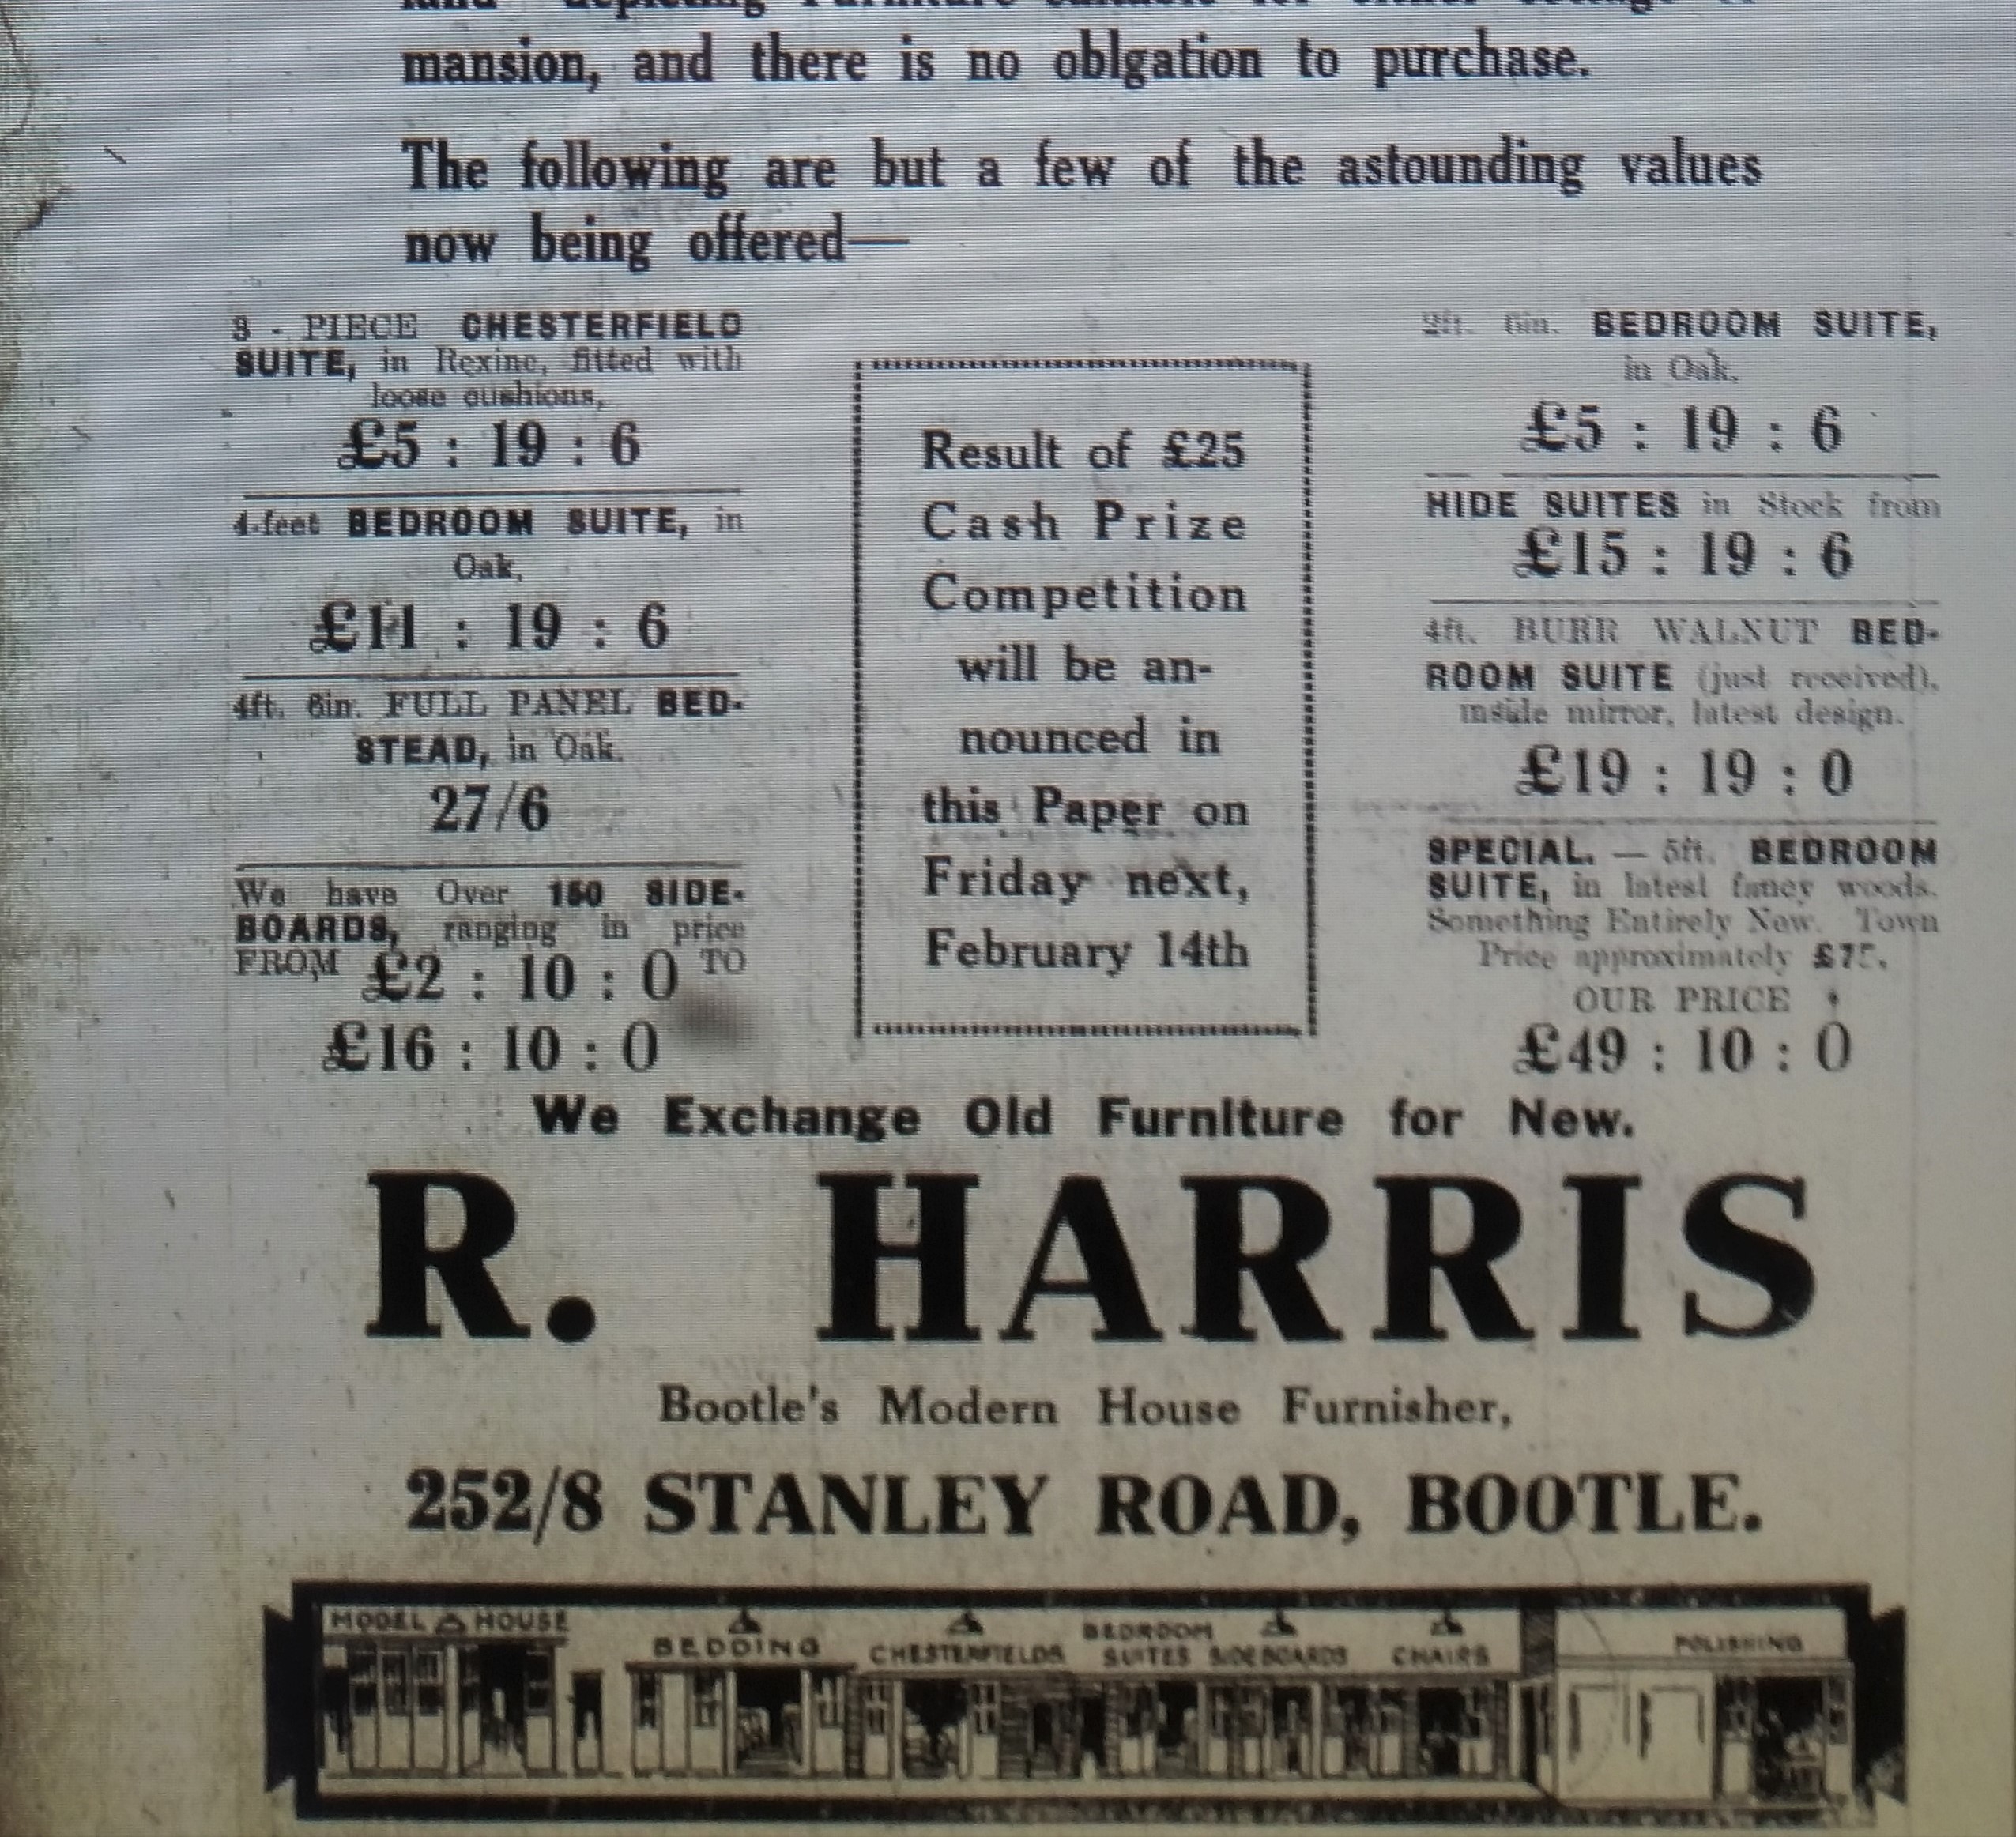 mansion, and there is no oblgation to purchase.
The following are but a few of the astounding values
now being offered—
3 - PIECE CHESTERFIELD
SUITE, in Rexine, fitted with
loose cushions,
£5 : 19 : 6
4-feet BEDROOM SUITE, in
Oak,
£11 : 19 : 6
4ft. 6in. FULL PANEL BED-
STEAD, in Oak.
27/6
We have Over 150 SIDE-
BOARDS, ranging in price
FROM £2 : 10 : 0 TO
£16 : 10 : 0
Result of £25
Cash Prize
Competition
will be an-
nounced in
this Paper on
Friday next,
February 14th
6in. BEDROOM SUITE,
in Oak,
£5 : 19 : 6
HIDE SUITES in Stock from
£15 : 19 : 6
4ft. BURR WALNUT BED-
ROOM SUITE (just received),
inside mirror, latest design.
£19 : 19 : 0
SPECIAL. — 5ft. BEDROOM
SUITE, in latest fancy woods.
Something Entirely New. Town
Price approximately £75.
OUR PRICE
£49 : 10 : 0
We Exchange Old Furniture for New.
R. HARRIS
Bootle's Modern House Furnisher,
252/8 STANLEY ROAD, BOOTLE.
MODEL HOUSE
BEDDING
CHESTERFIELDS
BEDROOM
SUITES SIDEBOARDS
CHAIRS
POLISHING